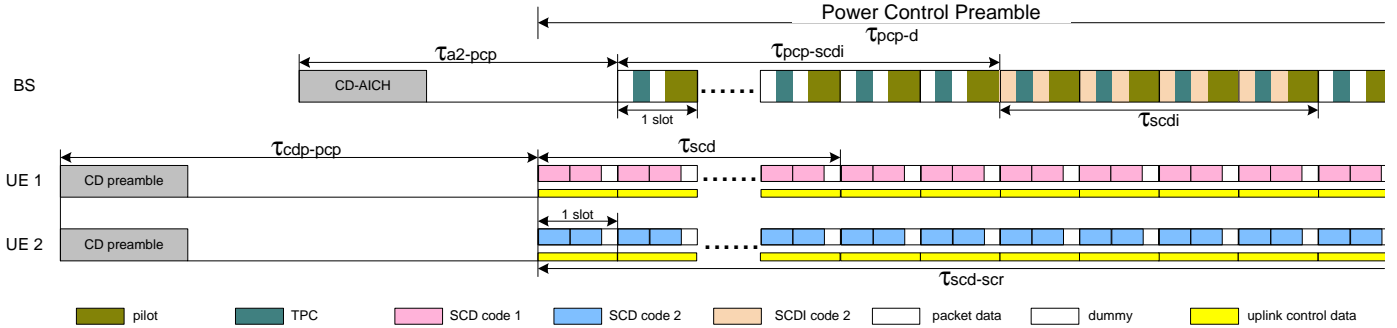 Power Control Preamble
τpcp-d
τa2-pcp
τpcp-scdi
BS
CD-AICH
1 slot
τscdi
τcdp-pcp
τscd
UE 1
CD preamble
1 slot
UE 2
CD preamble
τscd-scr
pilot
TPC
SCD code 1
SCD code 2
SCDI code 2
packet data
dummy
uplink control data